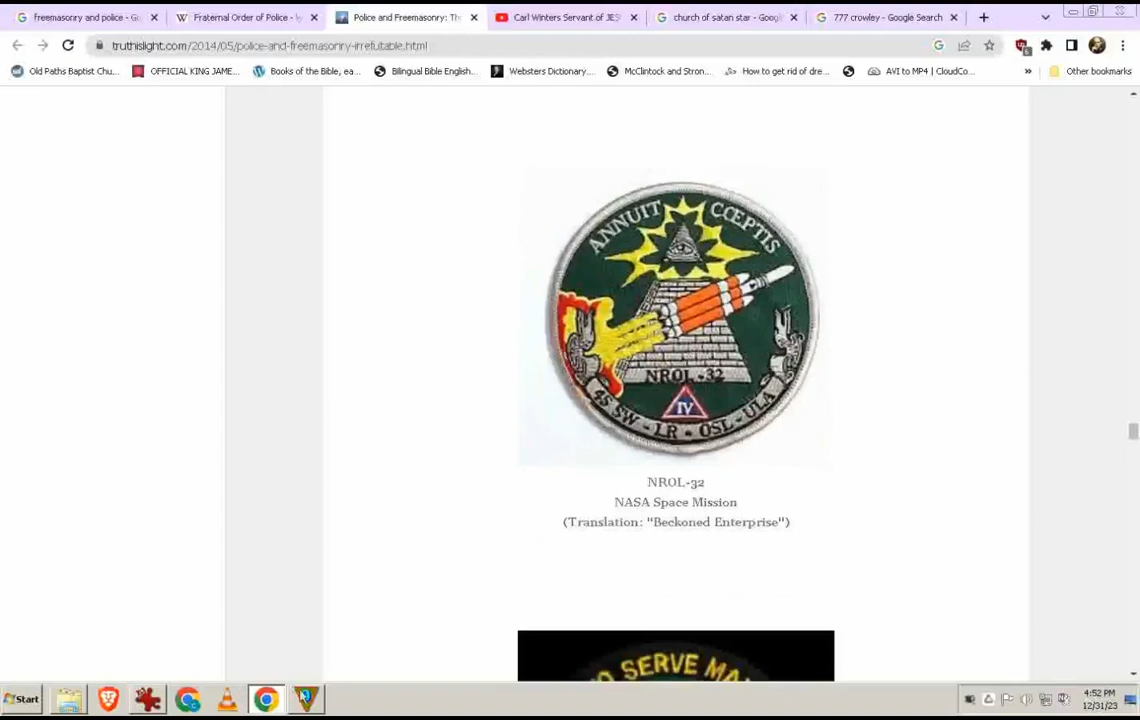 freemasonry and police - Go
Fraternal Order of Police - W
Police and Freemasonry: The
Carl Winters Servant of JES
church of satan star - Goog
777 crowley - Google Search
truthislight.com/2014/05/police-and-freemasonry-irrefutable.html
Old Paths Baptist Chu...
OFFICIAL KING JAME...
Books of the Bible, ea...
Bilingual Bible English...
Websters Dictionary...
McClintock and Stron...
How to get rid of dre...
AVI to MP4 | CloudCo...
Other bookmarks
ANNUIT CŒPTIS
NROL-32
IV
45 SW - LR - OSL - ULA
NROL-32
NASA Space Mission
(Translation: "Beckoned Enterprise")
TO SERVE MAN
Start
4:52 PM
12/31/23